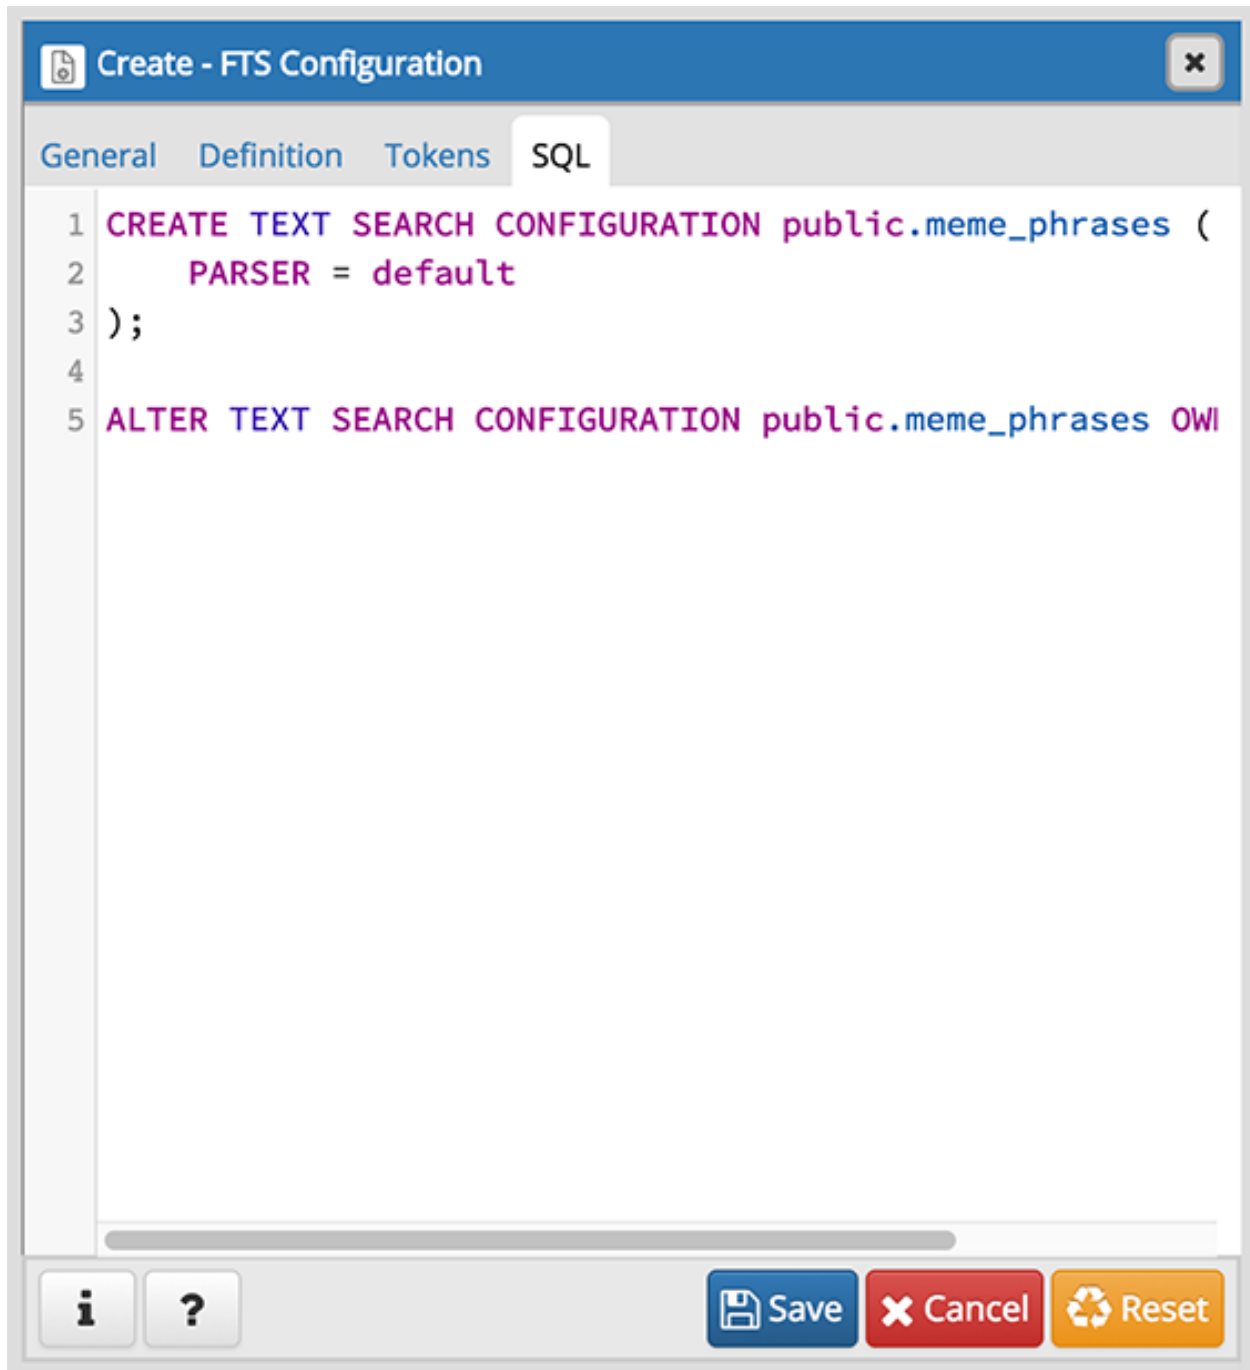 Create - FTS Configuration
General Definition Tokens SQL
1 CREATE TEXT SEARCH CONFIGURATION public.meme_phrases (
2 PARSER = default
3 );
4
5 ALTER TEXT SEARCH CONFIGURATION public.meme_phrases
i ? Save Cancel Reset